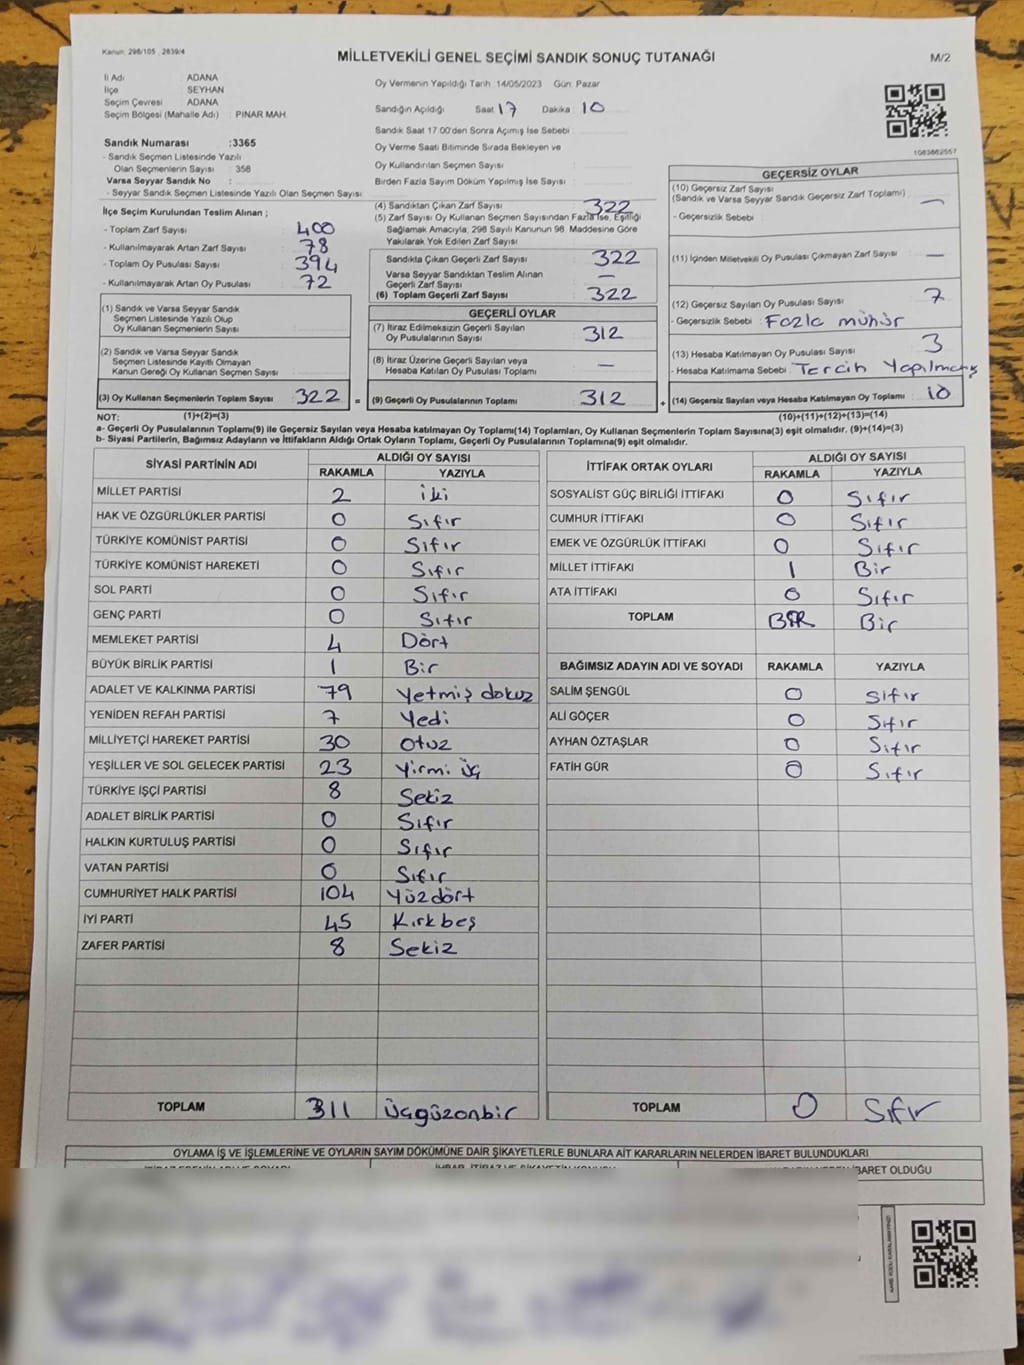 Kanun: 298/105 , 2839/4
MİLLETVEKİLİ GENEL SEÇİMİ SANDIK SONUÇ TUTANAĞI
M/2
İl Adı ADANA
İlçe SEYHAN
Seçim Çevresi ADANA
Seçim Bölgesi (Mahalle Adı) : PINAR MAH.
Oy Vermenin Yapıldığı Tarih :14/05/2023 Gün: Pazar
Sandığın Açıldığı Saat: 17 Dakika: 10
Sandık Saat 17.00'den Sonra Açılmış İse Sebebi :
Oy Verme Saati Bitiminde Sırada Bekleyen ve
Oy Kullandırılan Seçmen Sayısı :
Birden Fazla Sayım Döküm Yapılmış İse Sayısı :
Sandık Numarası :3365
- Sandık Seçmen Listesinde Yazılı
Olan Seçmenlerin Sayısı : 356
Varsa Seyyar Sandık No :
- Seyyar Sandık Seçmen Listesinde Yazılı Olan Seçmen Sayısı
İlçe Seçim Kurulundan Teslim Alınan ;
- Toplam Zarf Sayısı : 400
- Kullanılmayarak Artan Zarf Sayısı : 78
- Toplam Oy Pusulası Sayısı : 394
- Kullanılmayarak Artan Oy Pusulası : 72
(1) Sandık ve Varsa Seyyar Sandık
Seçmen Listesinde Yazılı Olup
Oy Kullanan Seçmenlerin Sayısı :
(2) Sandık ve Varsa Seyyar Sandık
Seçmen Listesinde Kayıtlı Olmayan
Kanun Gereği Oy Kullanan Seçmen Sayısı :
(3) Oy Kullanan Seçmenlerin Toplam Sayısı : 322 =
(4) Sandıktan Çıkan Zarf Sayısı : 322
(5) Zarf Sayısı Oy Kullanan Seçmen Sayısından Fazla İse, Eşitliği
Sağlamak Amacıyla, 298 Sayılı Kanunun 98. Maddesine Göre
Yakılarak Yok Edilen Zarf Sayısı
Sandıkta Çıkan Geçerli Zarf Sayısı : 322
Varsa Seyyar Sandıktan Teslim Alınan
Geçerli Zarf Sayısı : —
(6) Toplam Geçerli Zarf Sayısı : 322
GEÇERLİ OYLAR
(7) İtiraz Edilmeksizin Geçerli Sayılan
Oy Pusulalarının Sayısı : 312
(8) İtiraz Üzerine Geçerli Sayılan veya
Hesaba Katılan Oy Pusulası Toplamı : —
(9) Geçerli Oy Pusulalarının Toplamı : 312 +
1083662557
GEÇERSİZ OYLAR
(10) Geçersiz Zarf Sayısı
(Sandık ve Varsa Seyyar Sandık Geçersiz Zarf Toplamı) : —
- Geçersizlik Sebebi :
(11) İçinden Milletvekili Oy Pusulası Çıkmayan Zarf Sayısı : —
(12) Geçersiz Sayılan Oy Pusulası Sayısı : 7
- Geçersizlik Sebebi : Fazla mühür
(13) Hesaba Katılmayan Oy Pusulası Sayısı : 3
- Hesaba Katılmama Sebebi : Tercih Yapılmamış
(14) Geçersiz Sayılan veya Hesaba Katılmayan Oy Toplamı : 10
NOT: (1)+(2)=(3) (10)+(11)+(12)+(13)=(14)
a- Geçerli Oy Pusulalarının Toplamı(9) ile Geçersiz Sayılan veya Hesaba katılmayan Oy Toplamı(14) Toplamları, Oy Kullanan Seçmenlerin Toplam Sayısına(3) eşit olmalıdır. (9)+(14)=(3)
b- Siyasi Partilerin, Bağımsız Adayların ve İttifakların Aldığı Ortak Oyların Toplamı, Geçerli Oy Pusulalarının Toplamına(9) eşit olmalıdır.
SİYASİ PARTİNİN ADI ALDIĞI OY SAYISI
RAKAMLA YAZIYLA
MİLLET PARTİSİ 2 iki
HAK VE ÖZGÜRLÜKLER PARTİSİ 0 Sıfır
TÜRKİYE KOMÜNİST PARTİSİ 0 Sıfır
TÜRKİYE KOMÜNİST HAREKETİ 0 Sıfır
SOL PARTİ 0 Sıfır
GENÇ PARTİ 0 Sıfır
MEMLEKET PARTİSİ 4 Dört
BÜYÜK BİRLİK PARTİSİ 1 Bir
ADALET VE KALKINMA PARTİSİ 79 Yetmiş dokuz
YENİDEN REFAH PARTİSİ 7 Yedi
MİLLİYETÇİ HAREKET PARTİSİ 30 Otuz
YEŞİLLER VE SOL GELECEK PARTİSİ 23 Yirmi üç
TÜRKİYE İŞÇİ PARTİSİ 8 Sekiz
ADALET BİRLİK PARTİSİ 0 Sıfır
HALKIN KURTULUŞ PARTİSİ 0 Sıfır
VATAN PARTİSİ 0 Sıfır
CUMHURİYET HALK PARTİSİ 104 Yüzdört
İYİ PARTİ 45 Kırkbeş
ZAFER PARTİSİ 8 Sekiz
TOPLAM 311 üçgüzonbir
İTTİFAK ORTAK OYLARI ALDIĞI OY SAYISI
RAKAMLA YAZIYLA
SOSYALİST GÜÇ BİRLİĞİ İTTİFAKI 0 Sıfır
CUMHUR İTTİFAKI 0 Sıfır
EMEK VE ÖZGÜRLÜK İTTİFAKI 0 Sıfır
MİLLET İTTİFAKI 1 Bir
ATA İTTİFAKI 0 Sıfır
TOPLAM BİR Bir
BAĞIMSIZ ADAYIN ADI VE SOYADI RAKAMLA YAZIYLA
SALİM ŞENGÜL 0 Sıfır
ALİ GÖÇER 0 Sıfır
AYHAN ÖZTAŞLAR 0 Sıfır
FATİH GÜR 0 Sıfır
TOPLAM 0 Sıfır
OYLAMA İŞ VE İŞLEMLERİNE VE OYLARIN SAYIM DÖKÜMÜNE DAİR ŞİKAYETLERLE BUNLARA AİT KARARLARIN NELERDEN İBARET BULUNDUKLARI
İBARET OLDUĞU